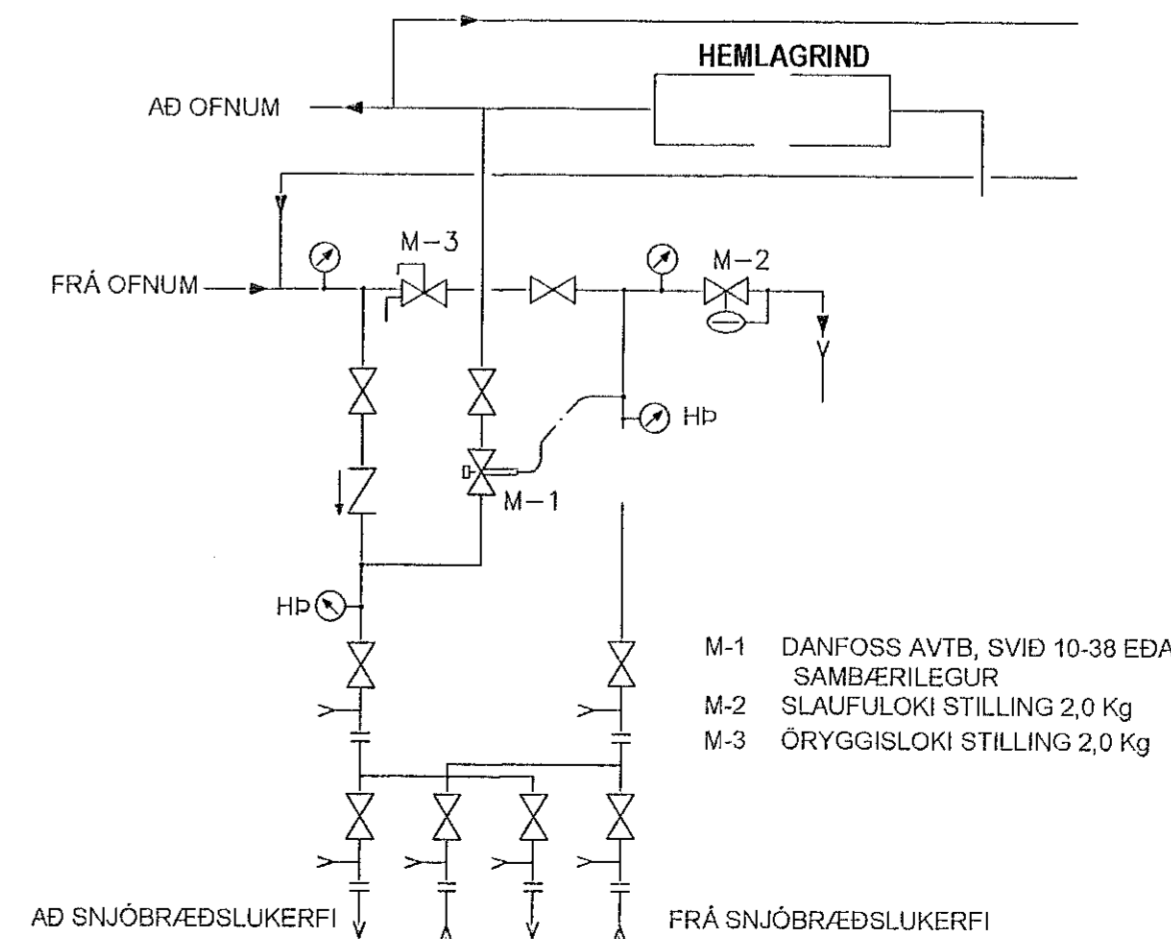 HEMLAGRIND
AÐ OFNUM
M-3
M-2
FRÁ OFNUM
HÞ
M-1
HÞ
M-1 DANFOSS AVTB, SVIÐ 10-38 EÐA
SAMBÆRILEGUR
M-2 SLAUFULOKI STILLING 2,0 Kg
M-3 ÖRYGGISLOKI STILLING 2,0 Kg
AÐ SNJÓBRÆÐSLUKERFI
FRÁ SNJÓBRÆÐSLUKERFI